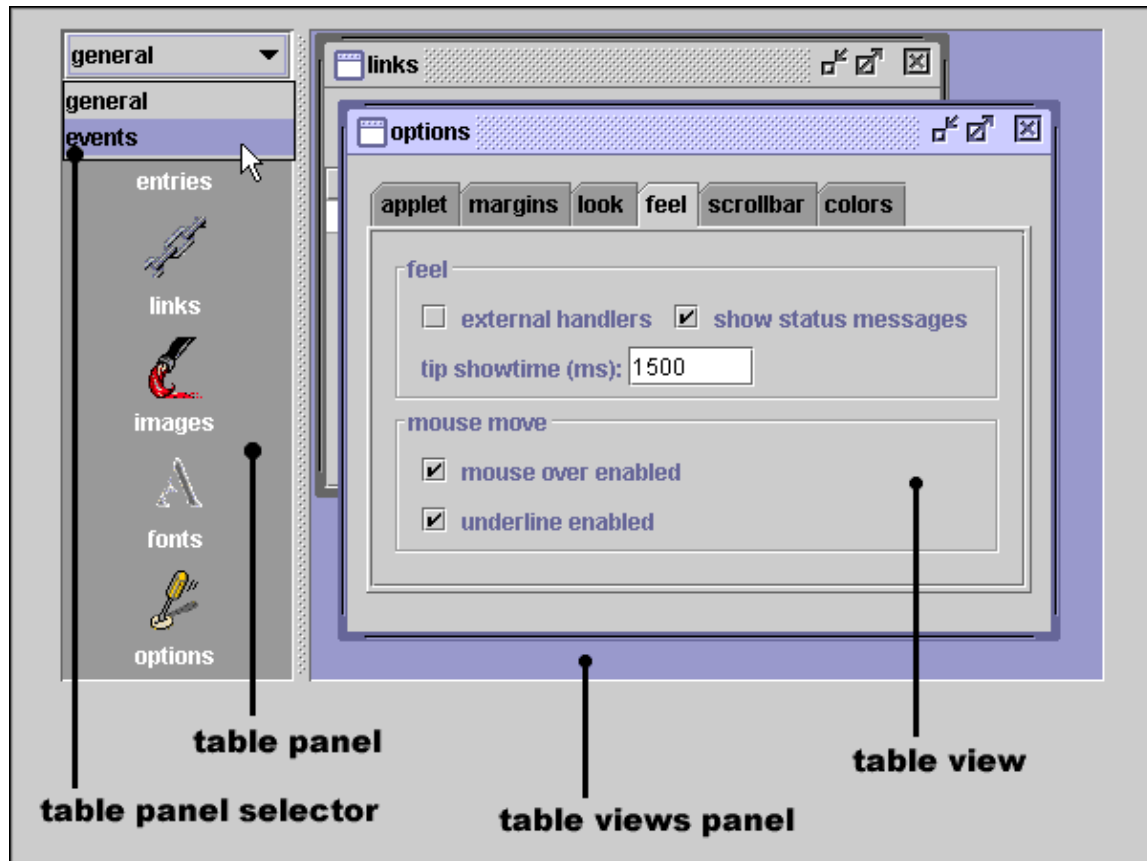 general
general
events
entries
links
images
fonts
options
links
options
applet margins look feel scrollbar colors
feel
external handlers show status messages
tip showtime (ms): 1500
mouse move
mouse over enabled
underline enabled
table panel
table view
table panel selector
table views panel